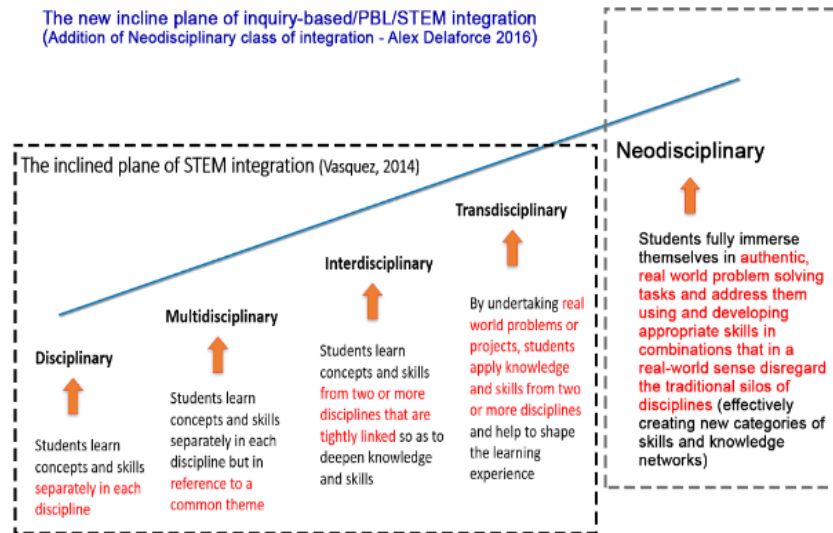 The new incline plane of inquiry-based/PBL/STEM integration
(Addition of Neodisciplinary class of integration - Alex Delaforce 2016)
The inclined plane of STEM integration (Vasquez, 2014)
Disciplinary
Students learn
concepts and skills
separately in each
discipline
Multidisciplinary
Students learn
concepts and skills
separately in each
discipline but in
reference to a
common theme
Interdisciplinary
Students learn
concepts and skills
from two or more
disciplines that are
tightly linked so as to
deepen knowledge
and skills
Transdisciplinary
By undertaking real
world problems or
projects, students
apply knowledge
and skills from two
or more disciplines
and help to shape
the learning
experience
Neodisciplinary
Students fully immerse
themselves in authentic,
real world problem solving
tasks and address them
using and developing
appropriate skills in
combinations that in a
real-world sense disregard
the traditional silos of
disciplines (effectively
creating new categories of
skills and knowledge
networks)